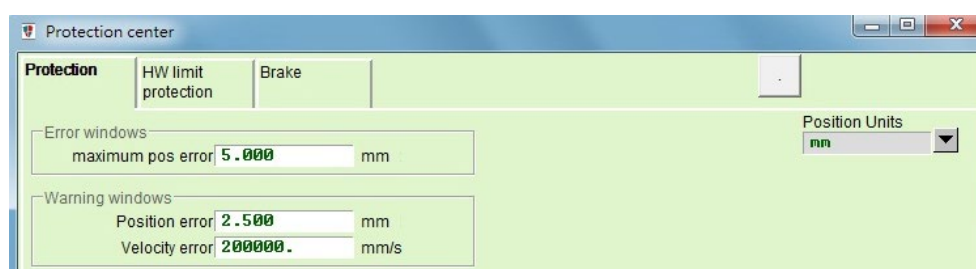 Protection center
Protection HW limit protection Brake
.
Position Units
mm
Error windows
maximum pos error 5.000 mm
Warning windows
Position error 2.500 mm
Velocity error 200000. mm/s